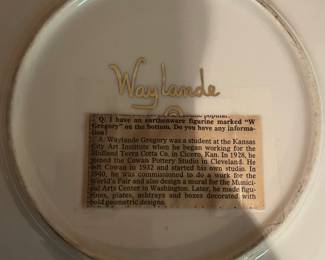 Waylande
Q. I have an earthenware figurine marked "W
Gregory" on the bottom. Do you have any informa-
tion?
A. Waylande Gregory was a student at the Kansas
City Art Institute when he began working for the
Midland Terra Cotta Co. in Cicero, Kan. In 1928, he
joined the Cowan Pottery Studio in Cleveland. He
left Cowan in 1932 and started his own studio. In
1940, he was commissioned to do a work for the
World's Fair and also design a mural for the Munici-
pal Arts Center in Washington. Later, he made figu-
rines, plates, ashtrays and boxes decorated with
bold geometric designs.